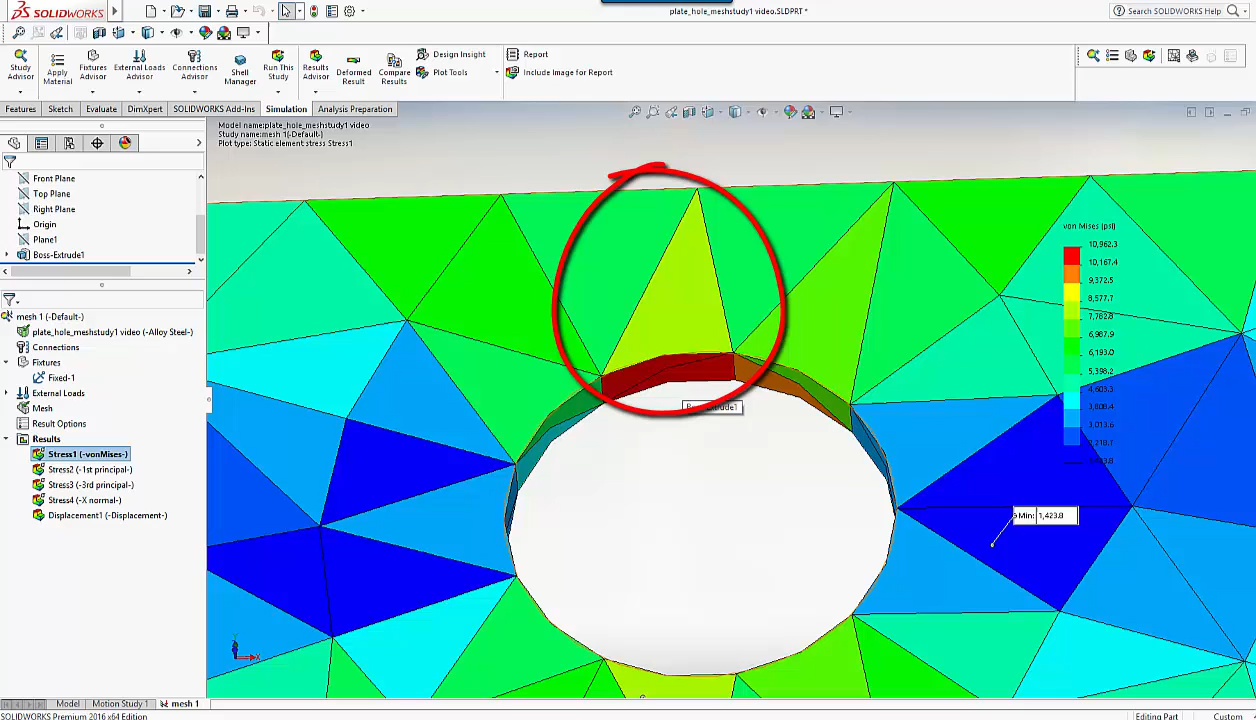 SOLIDWORKS
plate_hole_meshstudy1 video.SLDPRT *
Search SOLIDWORKS Help
Study Advisor
Apply Material
Fixtures Advisor
External Loads Advisor
Connections Advisor
Shell Manager
Run This Study
Results Advisor
Deformed Result
Compare Results
Design Insight
Plot Tools
Report
Include Image for Report
Features Sketch Evaluate DimXpert SOLIDWORKS Add-Ins Simulation Analysis Preparation
Model name:plate_hole_meshstudy1 video
Study name:mesh 1(-Default-)
Plot type: Static element stress Stress1
Front Plane
Top Plane
Right Plane
Origin
Plane1
Boss-Extrude1
mesh 1 (-Default-)
plate_hole_meshstudy1 video (-Alloy Steel-)
Connections
Fixtures
Fixed-1
External Loads
Mesh
Result Options
Results
Stress1 (-vonMises-)
Stress2 (-1st principal-)
Stress3 (-3rd principal-)
Stress4 (-X normal-)
Displacement1 (-Displacement-)
von Mises (psi)
10,962.3
10,167.4
9,372.5
8,577.7
7,782.8
6,987.9
6,193.0
5,398.2
4,603.3
3,808.4
3,013.6
2,218.7
Min: 1,423.8
Model Motion Study 1 mesh 1
SOLIDWORKS Premium 2016 x64 Edition
Editing Part
Custom